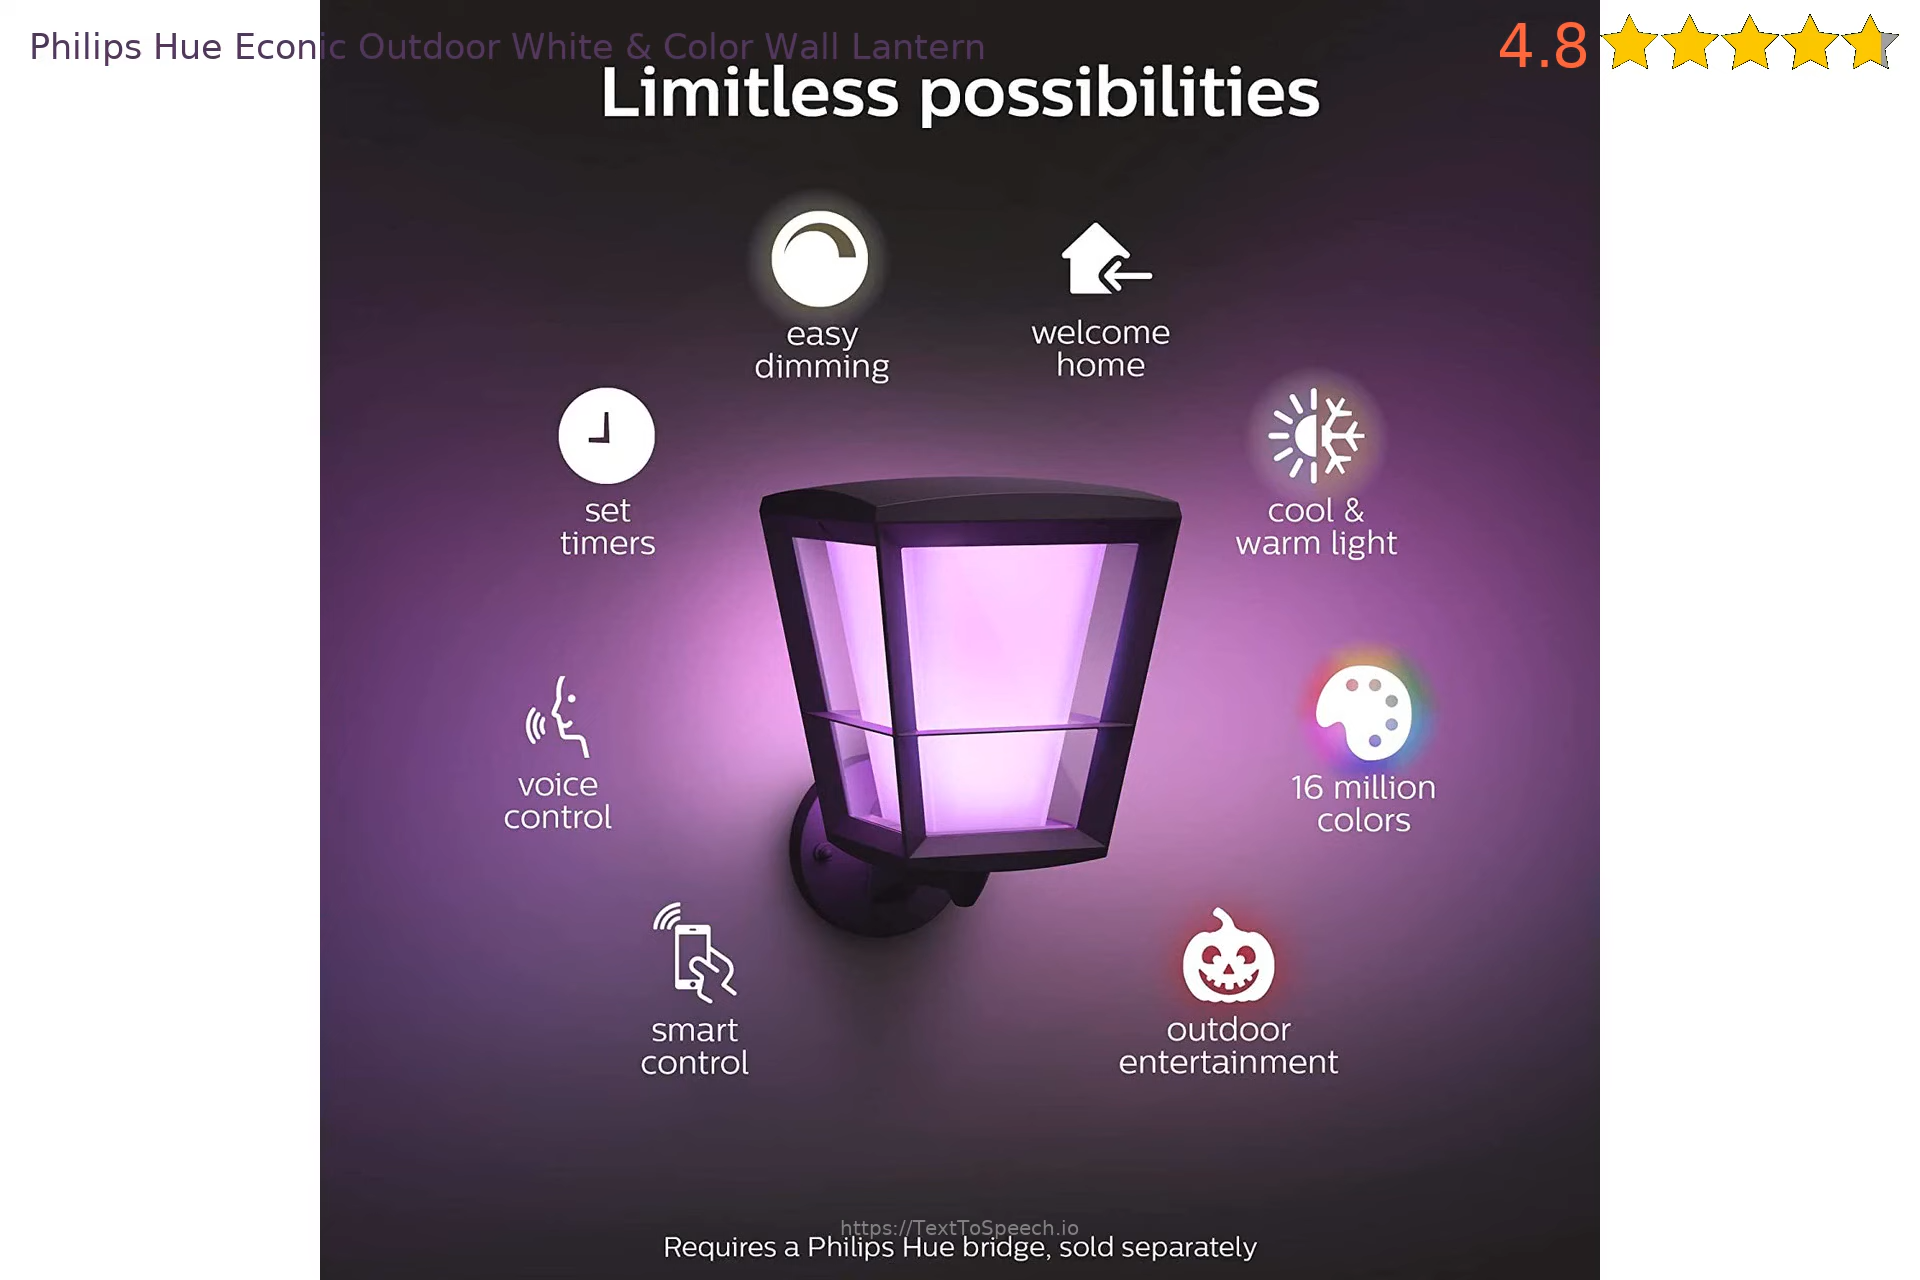 Philips Hue Econic Outdoor White & Color Wall Lantern
4.8
Limitless possibilities
easy
dimming
welcome
home
set
timers
cool &
warm light
voice
control
16 million
colors
smart
control
outdoor
entertainment
https://TextToSpeech.io
Requires a Philips Hue bridge, sold separately